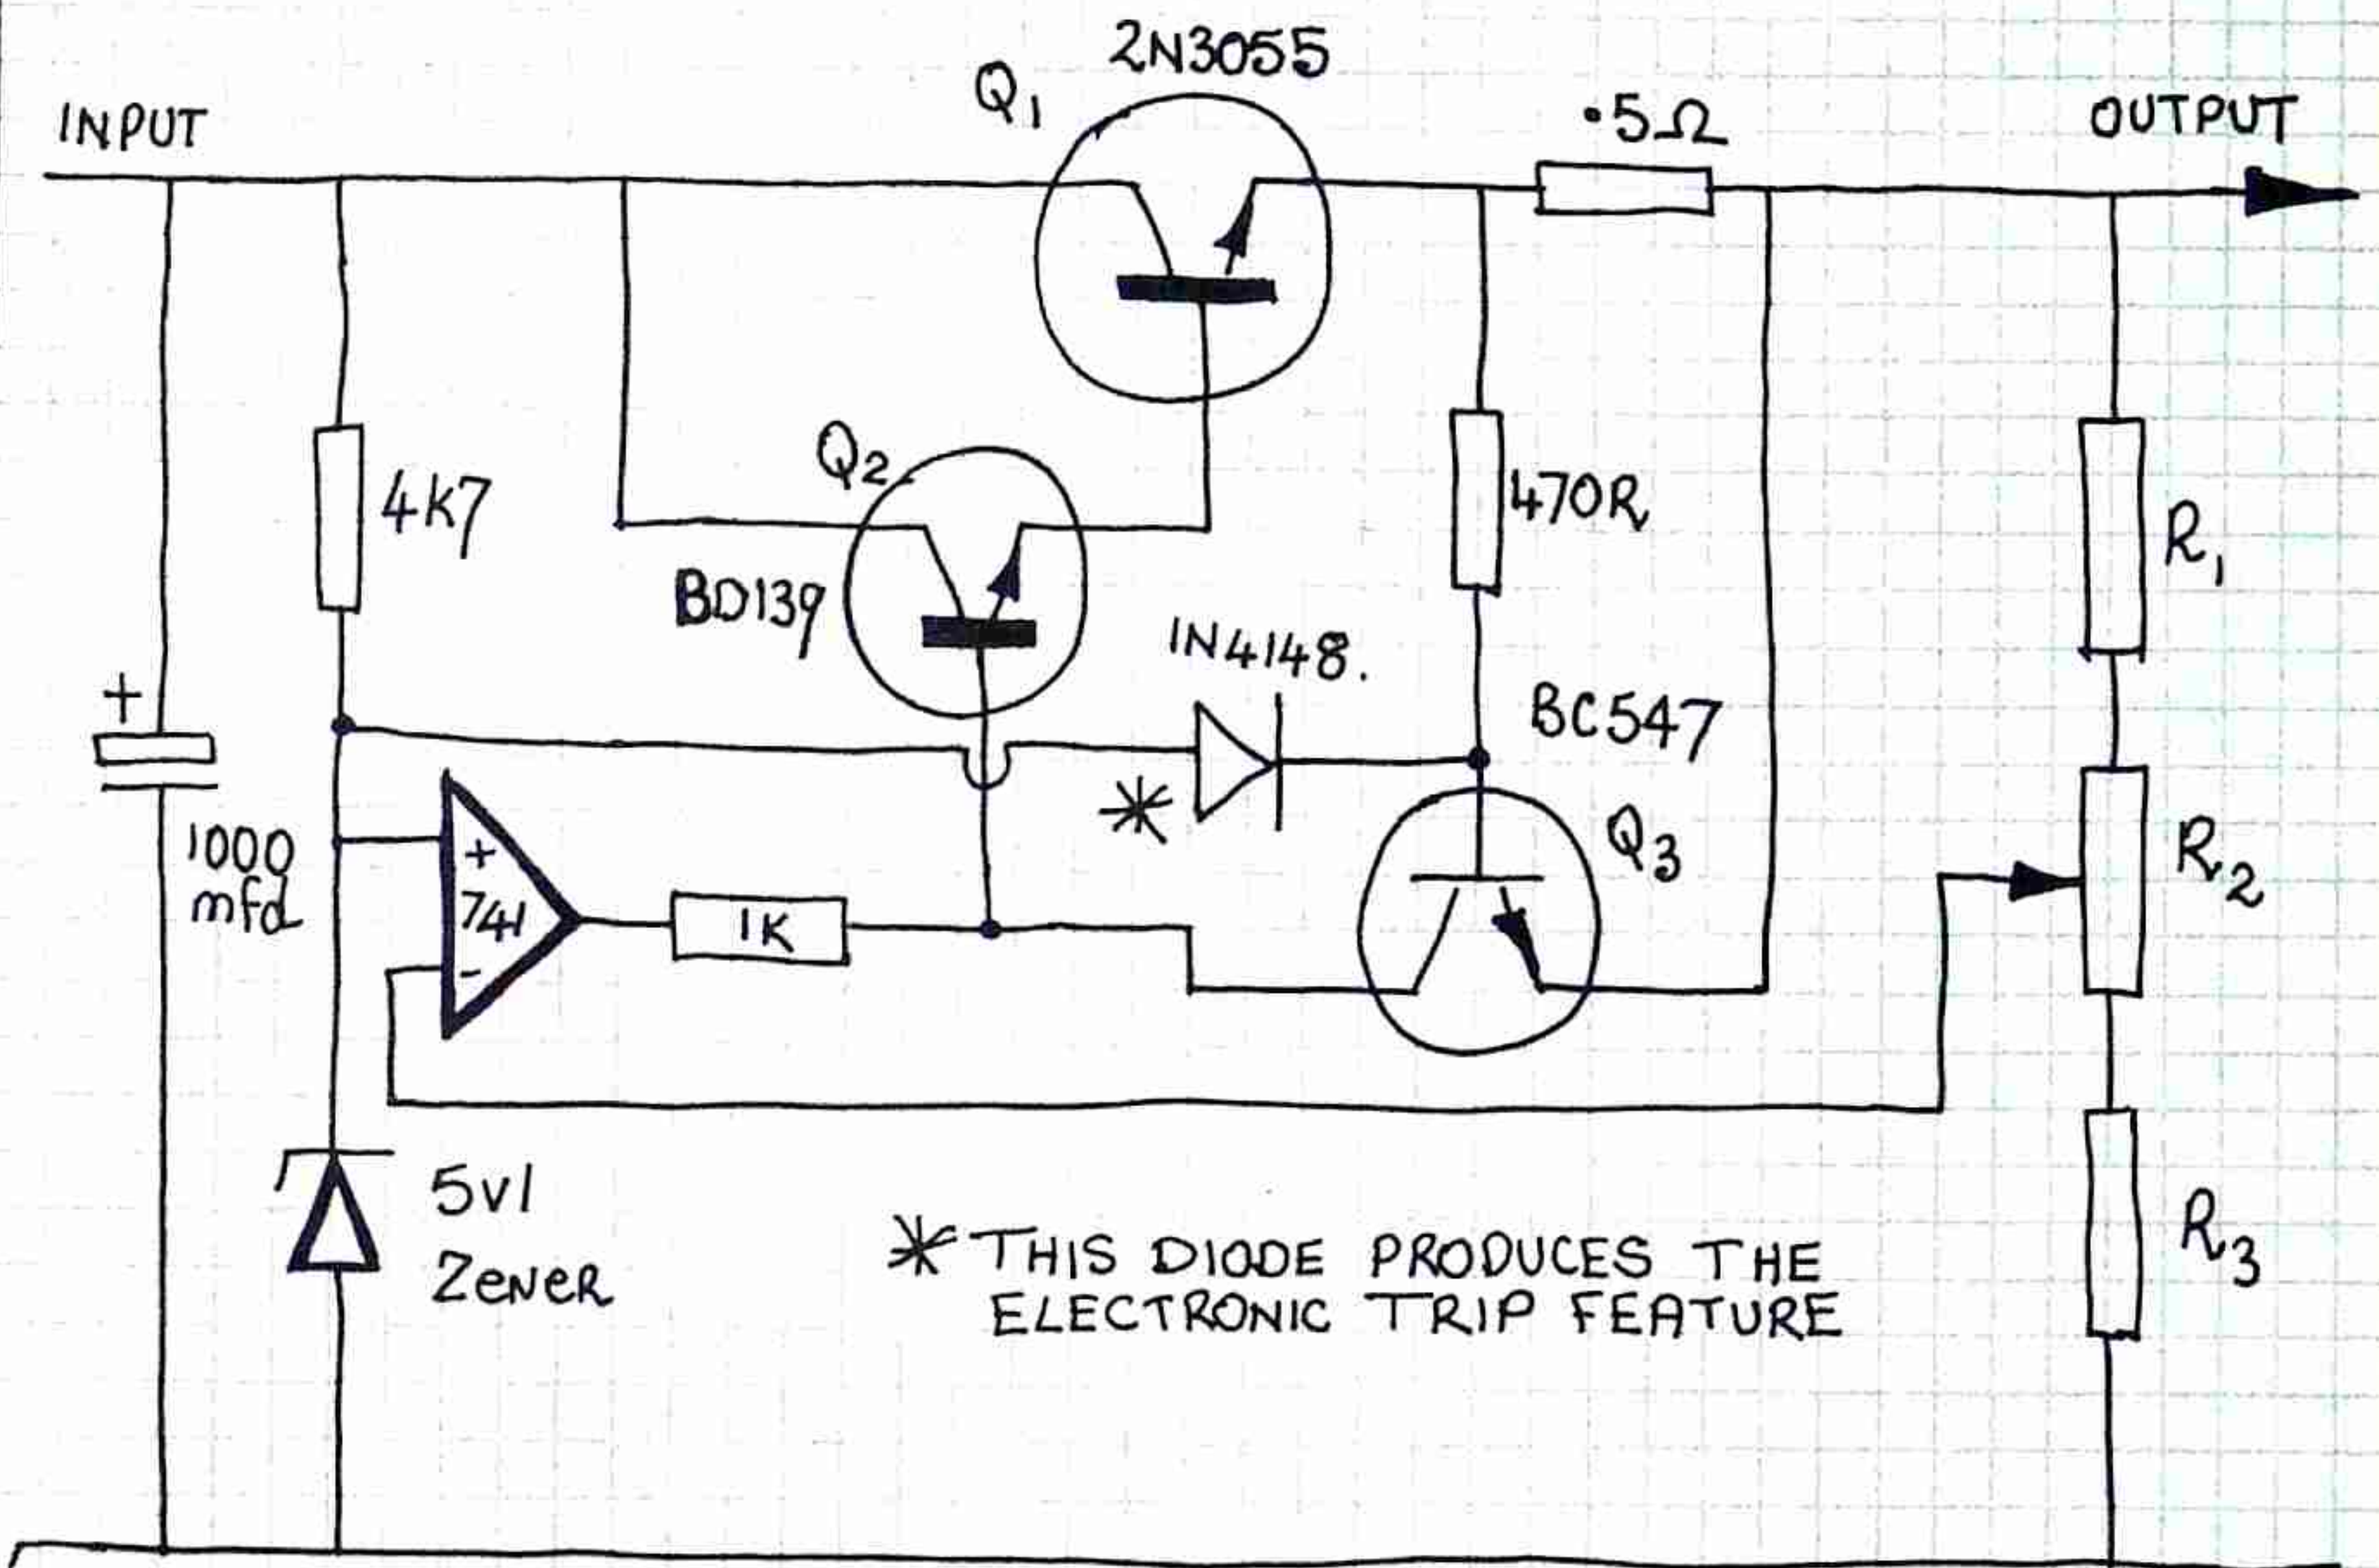 2N3055
Q1
INPUT
·5Ω
OUTPUT
Q2
4K7
470R
R1
BD139
1N4148.
+
BC547
*
Q3
1000
mfd
+
741
-
1K
R2
5v1
ZeNeR
* THIS DIODE PRODUCES THE
ELECTRONIC TRIP FEATURE
R3